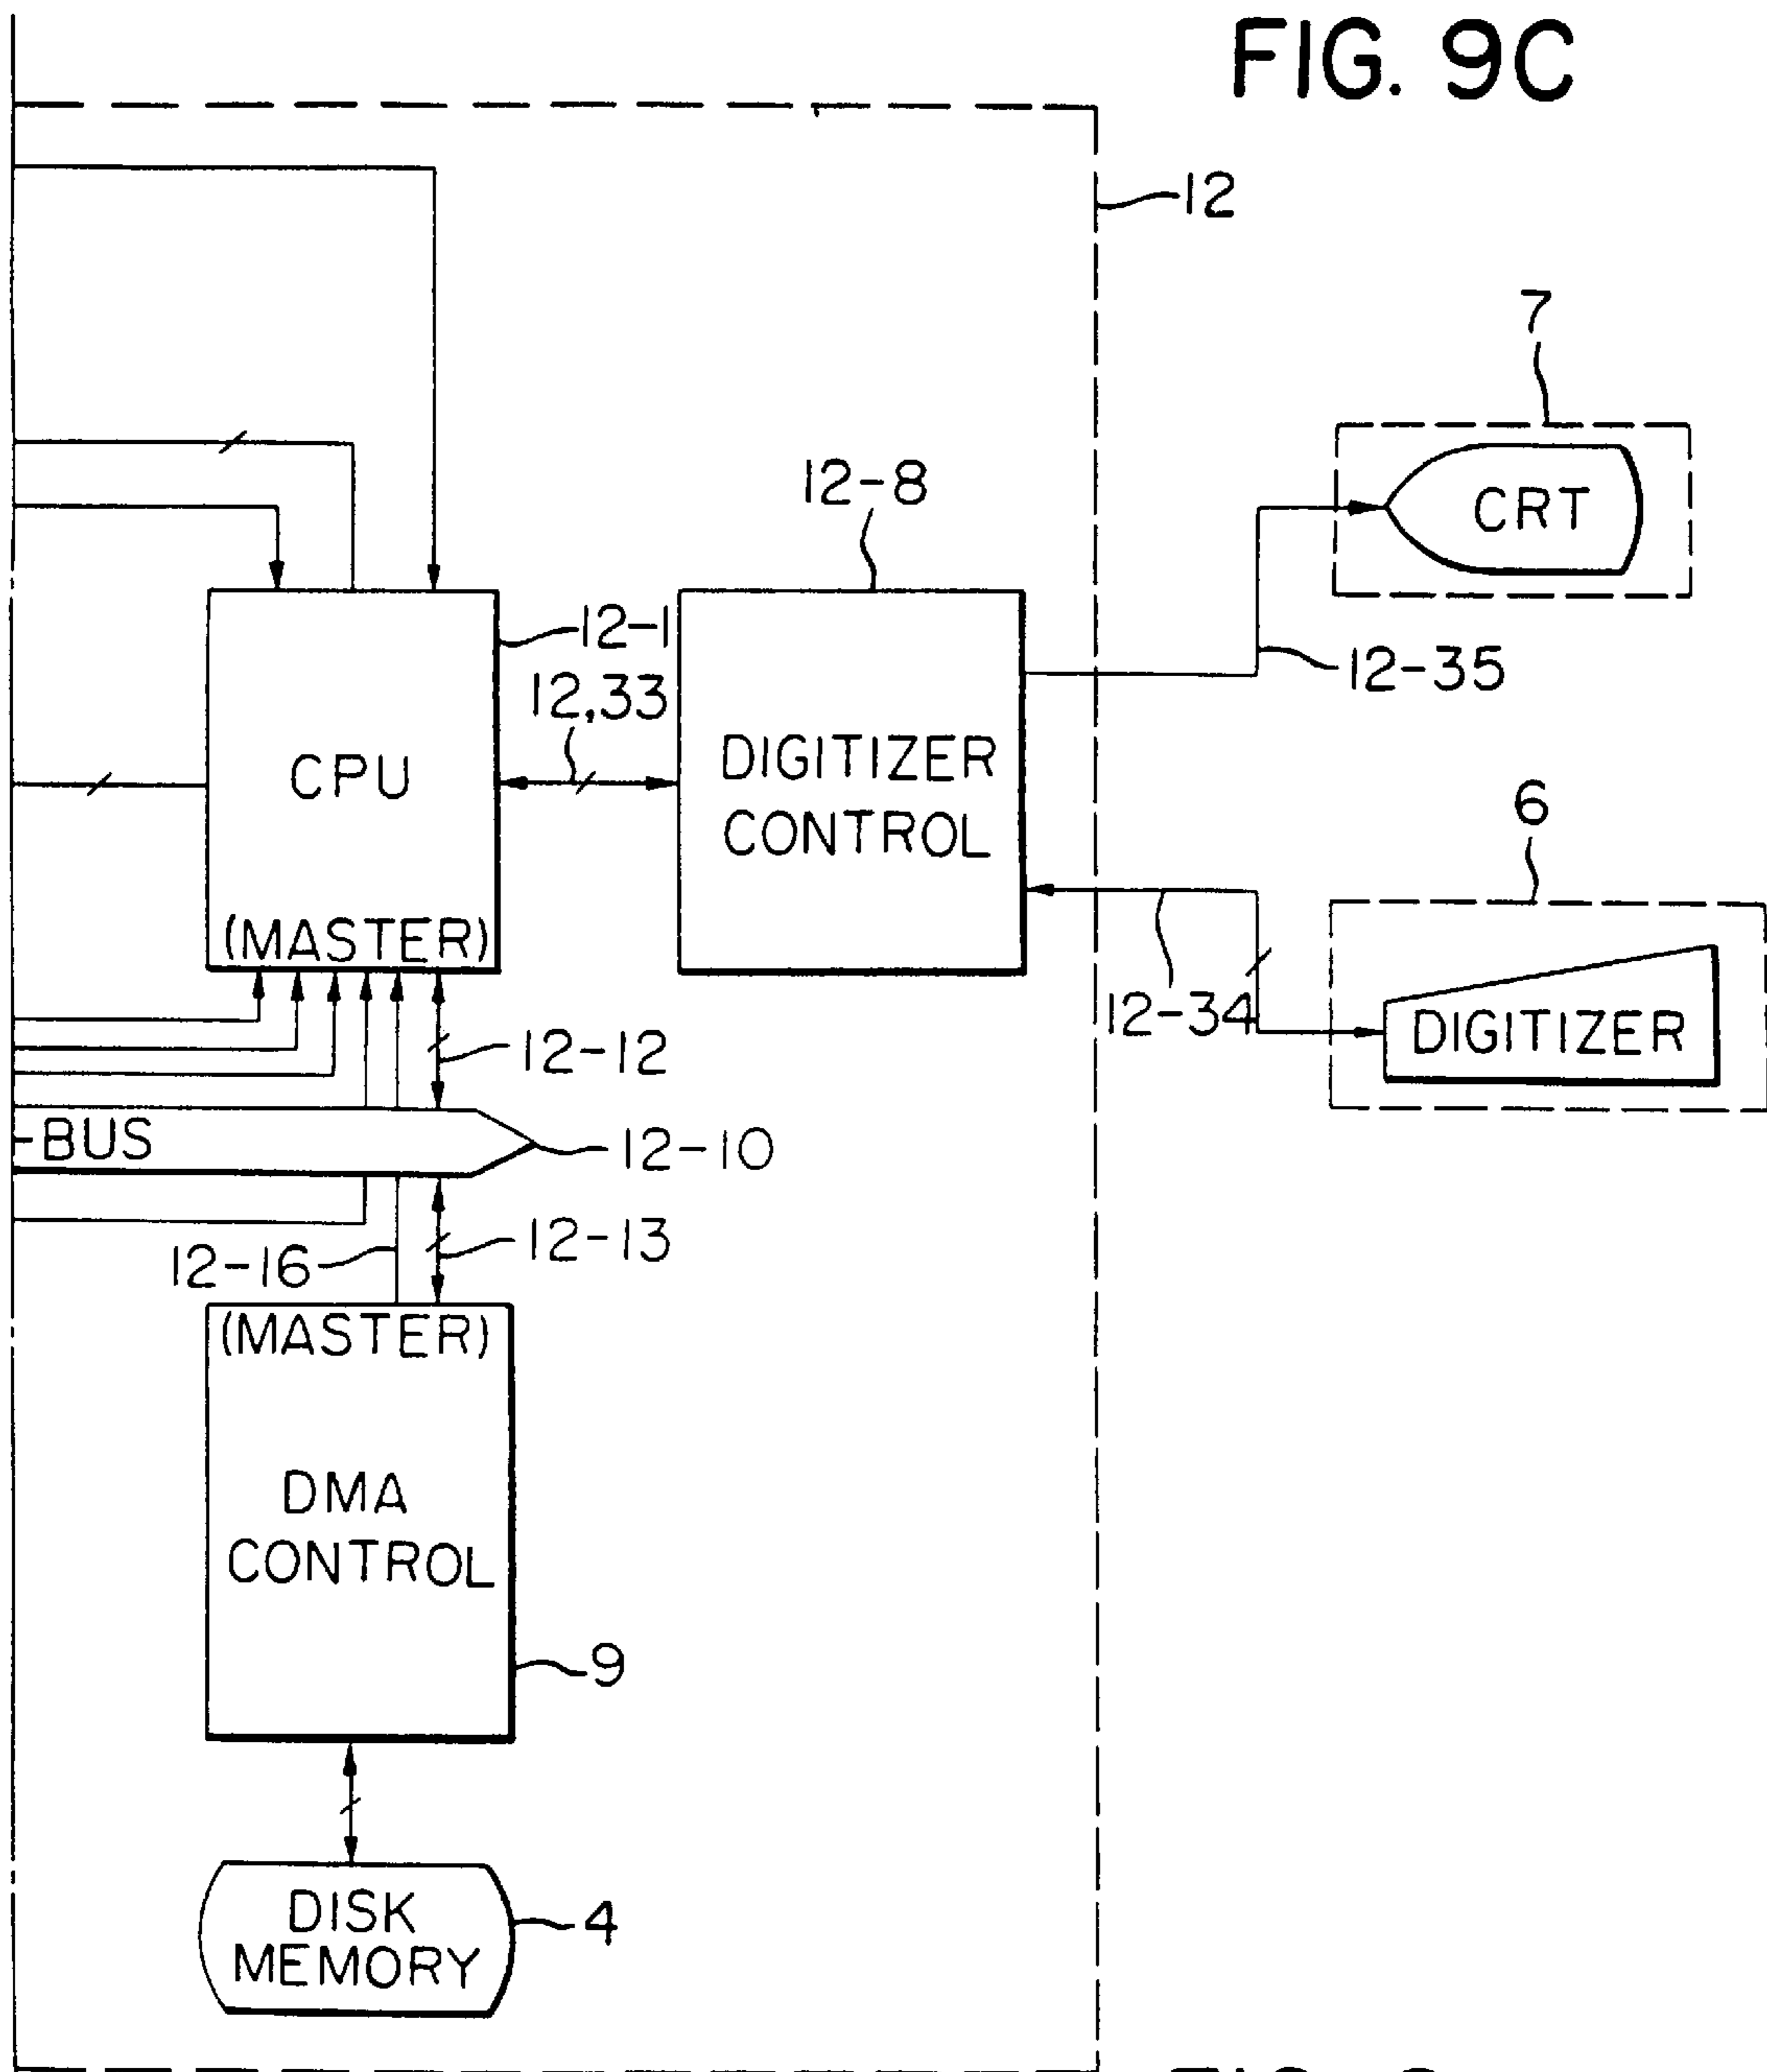 FIG. 9C
12
7
CRT
12-8
12-1
12,33
12-35
CPU
(MASTER)
DIGITIZER
CONTROL
6
DIGITIZER
12-34
12-12
-BUS
12-10
12-16
12-13
(MASTER)
DMA
CONTROL
9
DISK
MEMORY
4